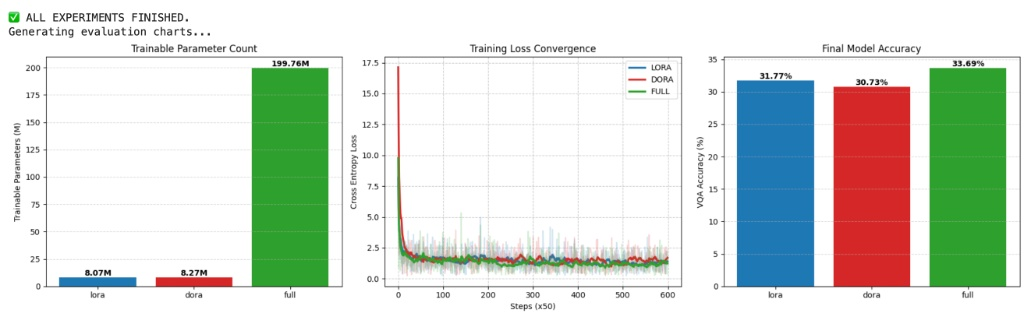 ✅ ALL EXPERIMENTS FINISHED.
Generating evaluation charts...
Trainable Parameter Count
Trainable Parameters (M)
200
175
150
125
100
75
50
25
0
199.76M
8.07M
8.27M
lora
dora
full
Training Loss Convergence
Cross Entropy Loss
17.5
15.0
12.5
10.0
7.5
5.0
2.5
0.0
LORA
DORA
FULL
0
100
200
300
400
500
600
Steps (x50)
Final Model Accuracy
VQA Accuracy (%)
35
30
25
20
15
10
5
0
31.77%
30.73%
33.69%
lora
dora
full